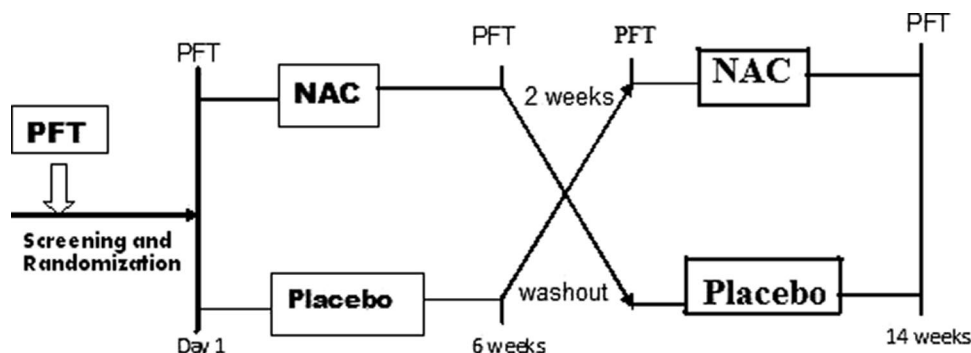 PFT
PFT
PFT
PFT
NAC
2 weeks
NAC
PFT
Screening and
Randomization
Placebo
washout
Placebo
Day 1
6 weeks
14 weeks